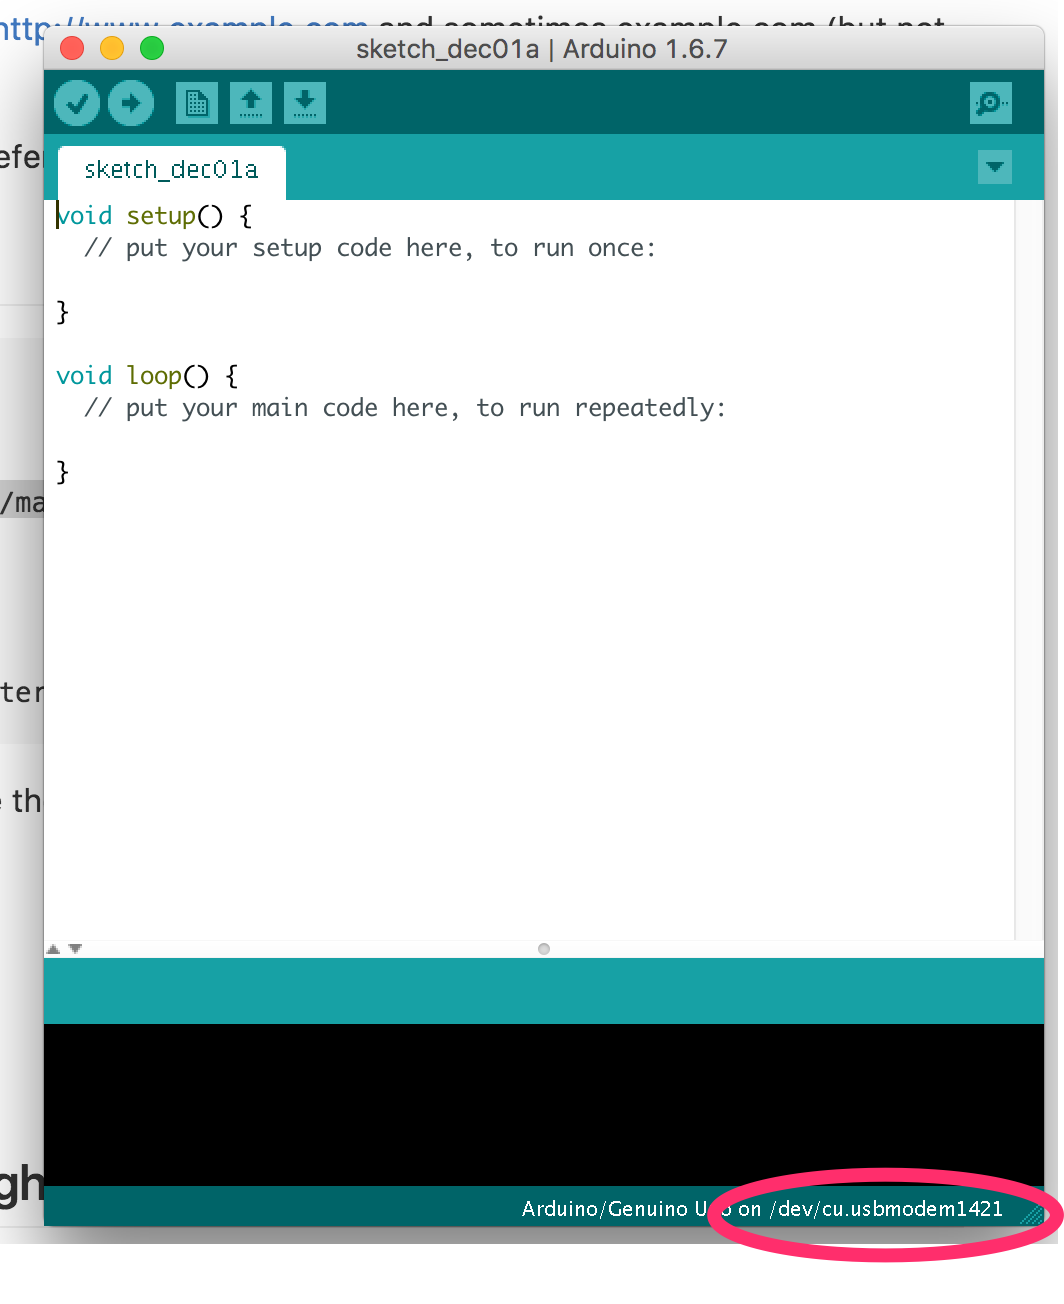 http://www.example.com and sometimes example.com (but not
sketch_dec01a | Arduino 1.6.7
efe
sketch_dec01a
void setup() {
// put your setup code here, to run once:
}
void loop() {
// put your main code here, to run repeatedly:
}
/ma
ter
e th
gh
Arduino/Genuino Uno on /dev/cu.usbmodem1421